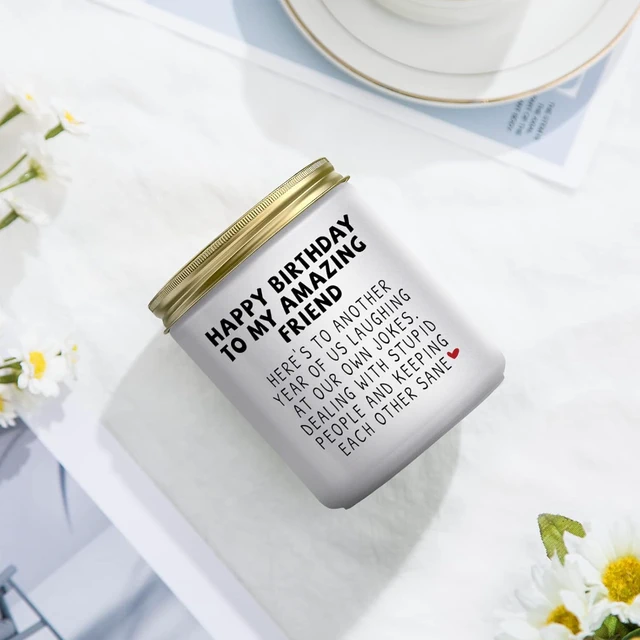 HAPPY BIRTHDAY
TO MY AMAZING
FRIEND
HERE'S TO ANOTHER
YEAR OF US LAUGHING
AT OUR OWN JOKES.
DEALING WITH STUPID
PEOPLE AND KEEPING
EACH OTHER SANE